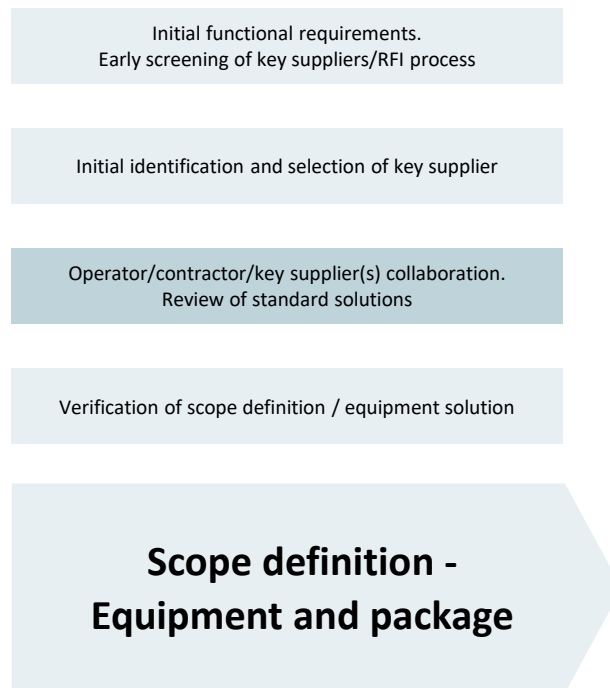 Initial functional requirements.
Early screening of key suppliers/RFI process
Initial identification and selection of key supplier
Operator/contractor/key supplier(s) collaboration.
Review of standard solutions
Verification of scope definition / equipment solution
Scope definition -
Equipment and package